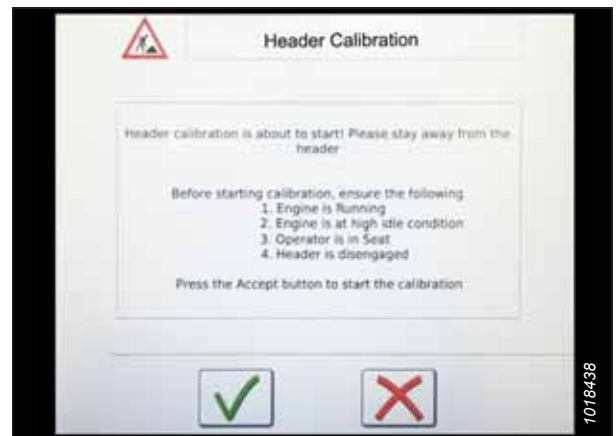 Header Calibration
Header calibration is about to start! Please stay away from the
header
Before starting calibration, ensure the following
1. Engine is Running
2. Engine is at high idle condition
3. Operator is in Seat
4. Header is disengaged
Press the Accept button to start the calibration
1018438